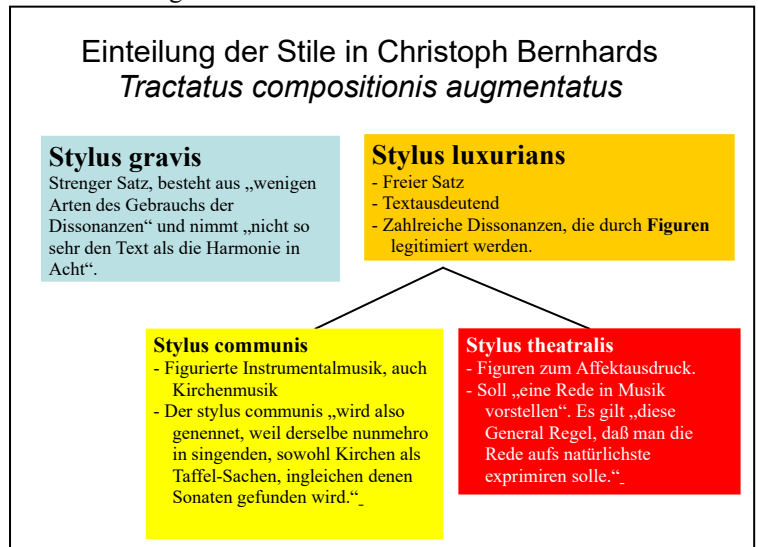 Einteilung der Stile in Christoph Bernhards
Tractatus compositionis augmentatus
Stylus gravis
Strenger Satz, besteht aus „wenigen
Arten des Gebrauchs der
Dissonanzen“ und nimmt „nicht so
sehr den Text als die Harmonie in
Acht“.
Stylus luxurians
- Freier Satz
- Textausdeutend
- Zahlreiche Dissonanzen, die durch Figuren
legitimiert werden.
Stylus communis
- Figurierte Instrumentalmusik, auch
Kirchenmusik
- Der stylus communis „wird also
genennet, weil derselbe nunmehro
in singenden, sowohl Kirchen als
Taffel-Sachen, ingleichen denen
Sonaten gefunden wird.“
Stylus theatralis
- Figuren zum Affektausdruck.
- Soll „eine Rede in Musik
vorstellen“. Es gilt „diese
General Regel, daß man die
Rede aufs natürlichste
exprimiren solle.“